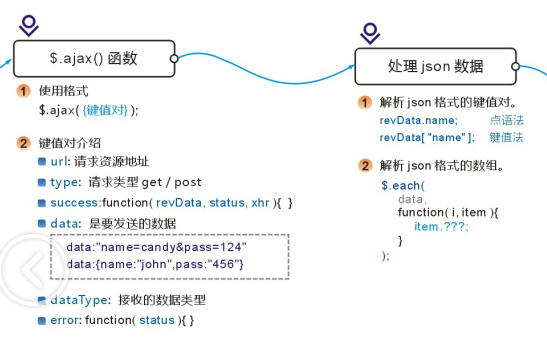 $.ajax() 函数
1 使用格式
$.ajax( {键值对} );
2 键值对介绍
url: 请求资源地址
type: 请求类型 get / post
success:function( revData, status, xhr ){ }
data: 是要发送的数据
data:"name=candy&pass=124"
data:{name:"john",pass:"456"}
dataType: 接收的数据类型
error: function( status ){ }
处理 json 数据
1 解析 json 格式的键值对。
revData.name; 点语法
revData[ "name" ]; 键值法
2 解析 json 格式的数组。
$.each(
data,
function( i, item ){
item.???;
}
);